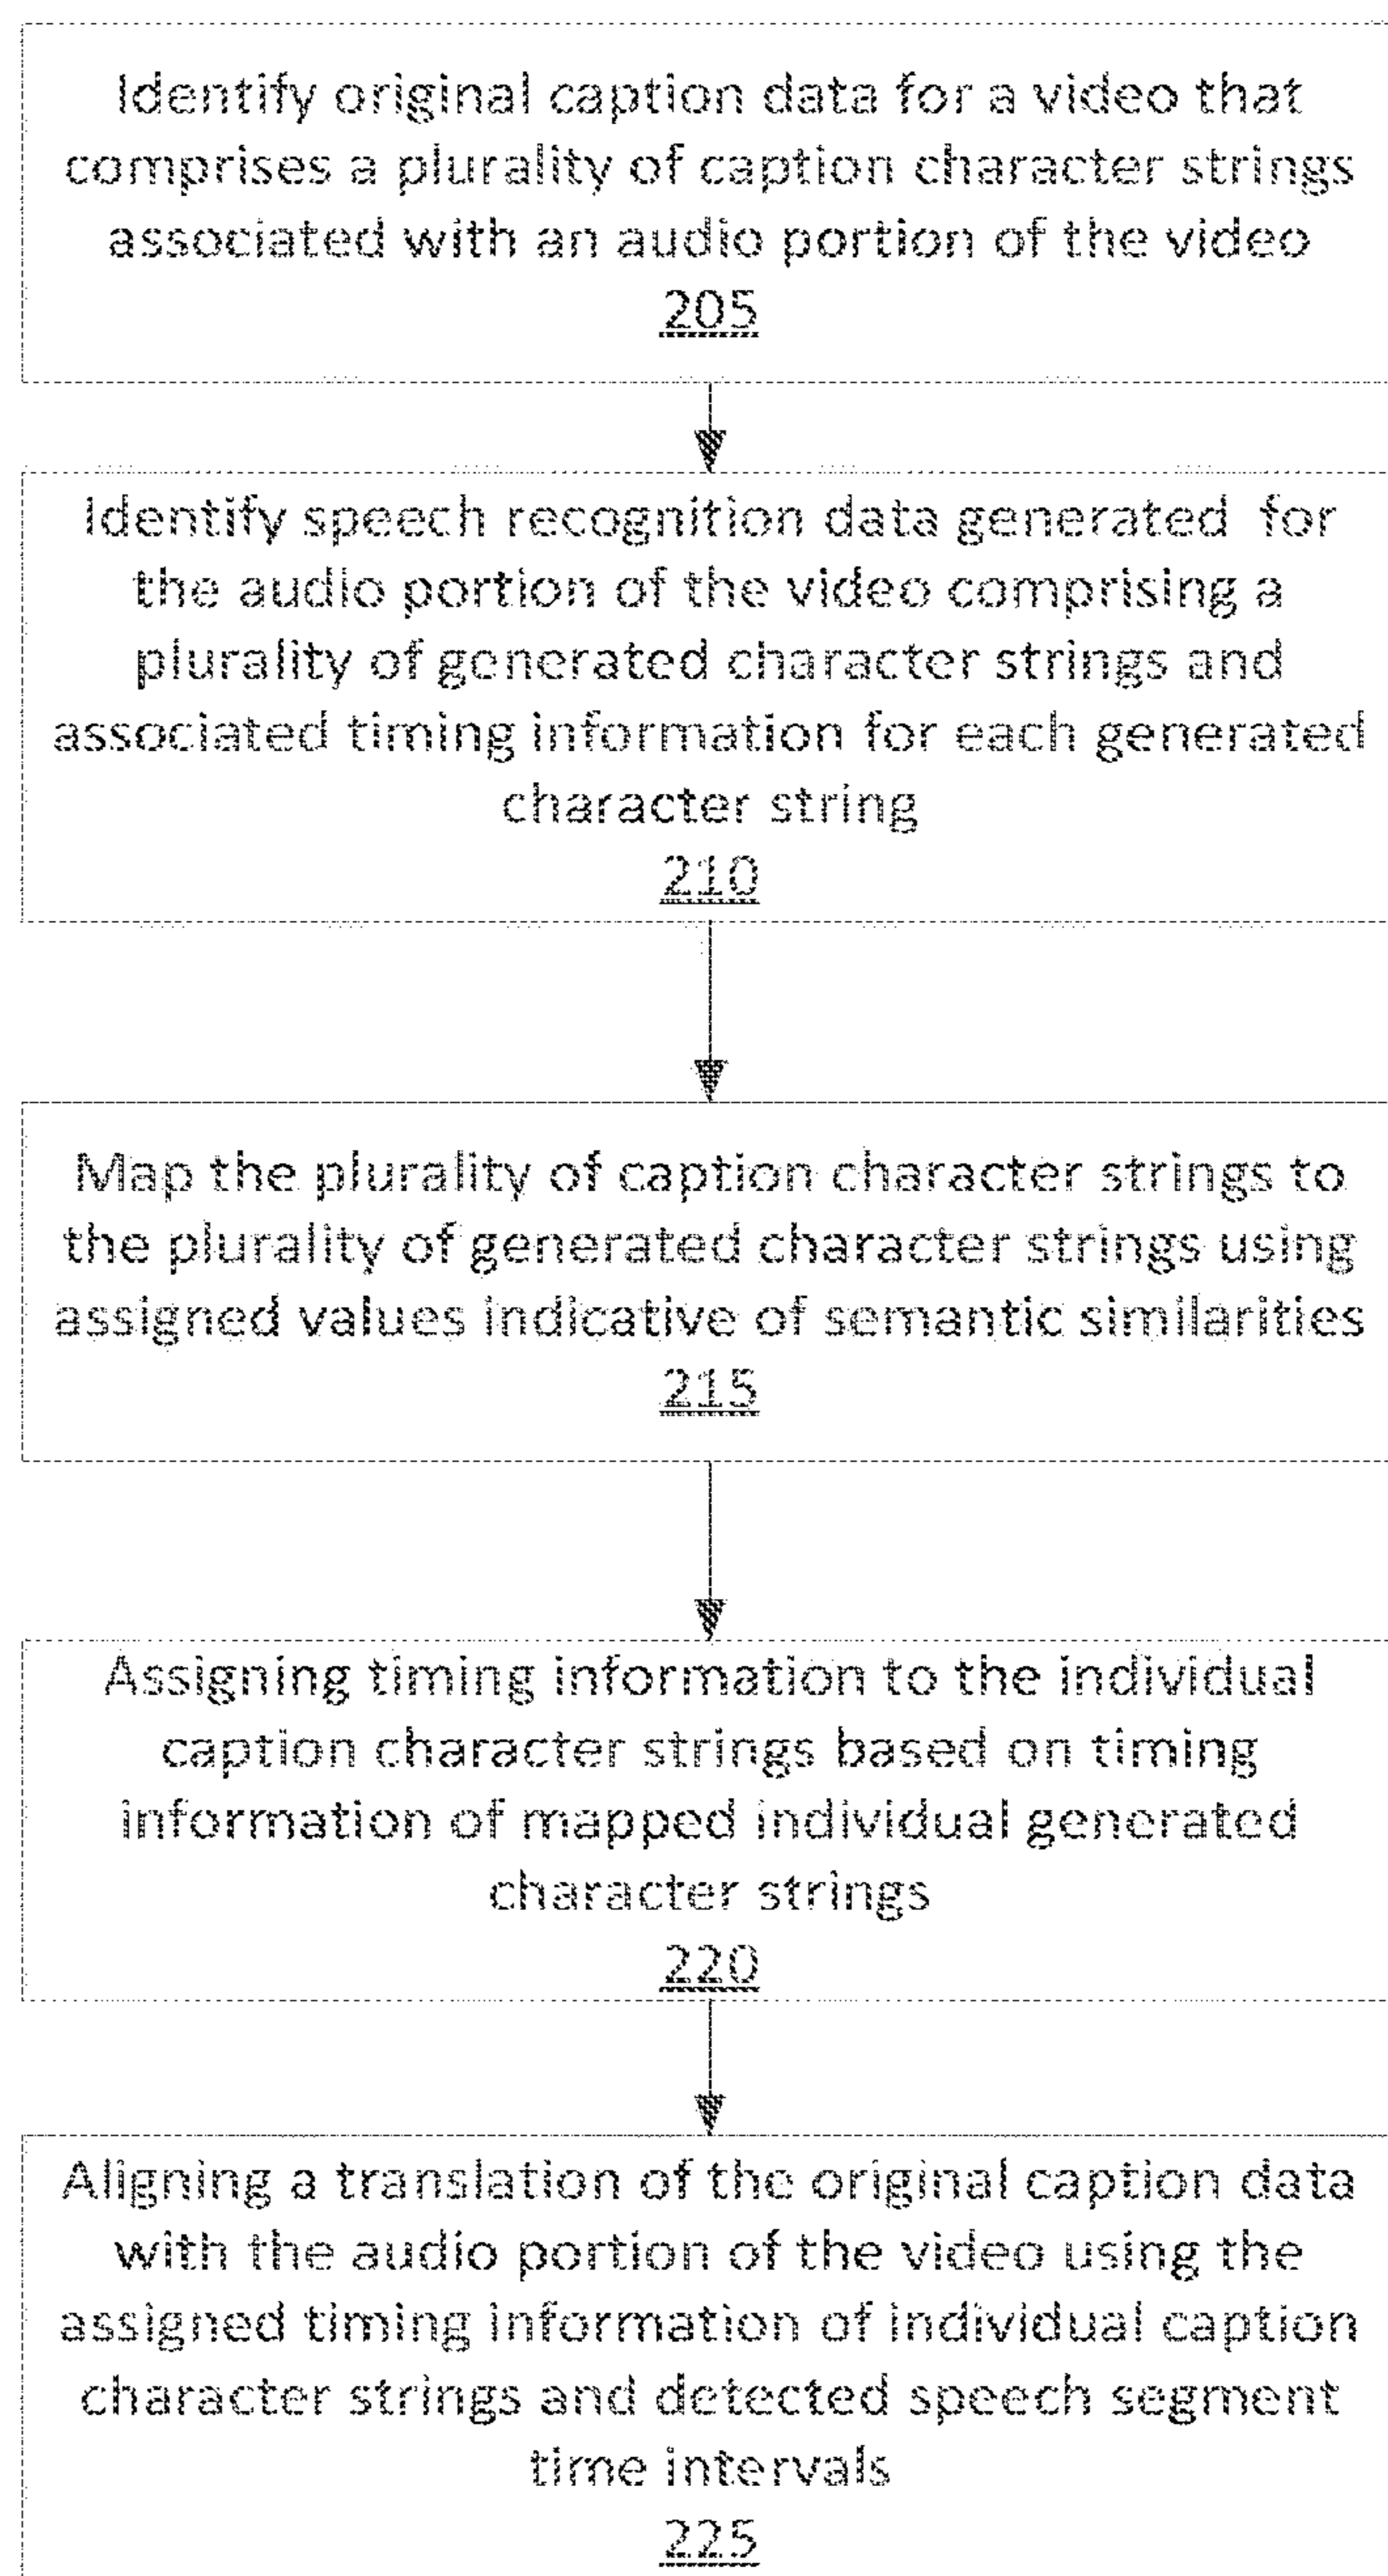 Identify original caption data for a video that
comprises a plurality of caption character strings
associated with an audio portion of the video
205
Identify speech recognition data generated for
the audio portion of the video comprising a
plurality of generated character strings and
associated timing information for each generated
character string
210
Map the plurality of caption character strings to
the plurality of generated character strings using
assigned values indicative of semantic similarities
215
Assigning timing information to the individual
caption character strings based on timing
information of mapped individual generated
character strings
220
Aligning a translation of the original caption data
with the audio portion of the video using the
assigned timing information of individual caption
character strings and detected speech segment
time intervals
225